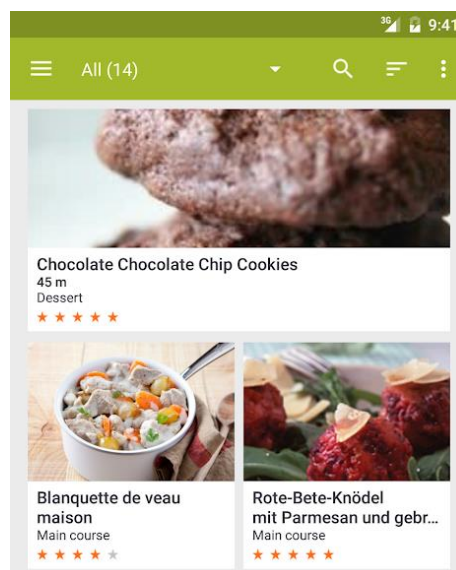 3G 9:41
All (14)
Chocolate Chocolate Chip Cookies
45 m
Dessert
Blanquette de veau
maison
Main course
Rote-Bete-Knödel
mit Parmesan und gebr...
Main course